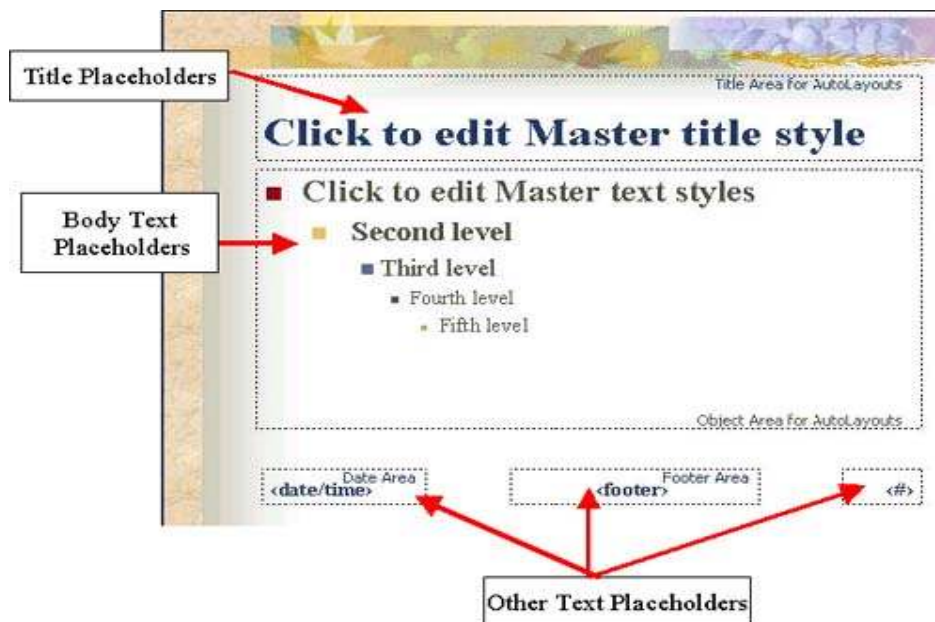 Title Placeholders
Title Area for AutoLayouts
Click to edit Master title style
Click to edit Master text styles
Body Text
Placeholders
Second level
Third level
Fourth level
Fifth level
Object Area for AutoLayouts
Date Area
<date/time>
Footer Area
<footer>
<#>
Other Text Placeholders